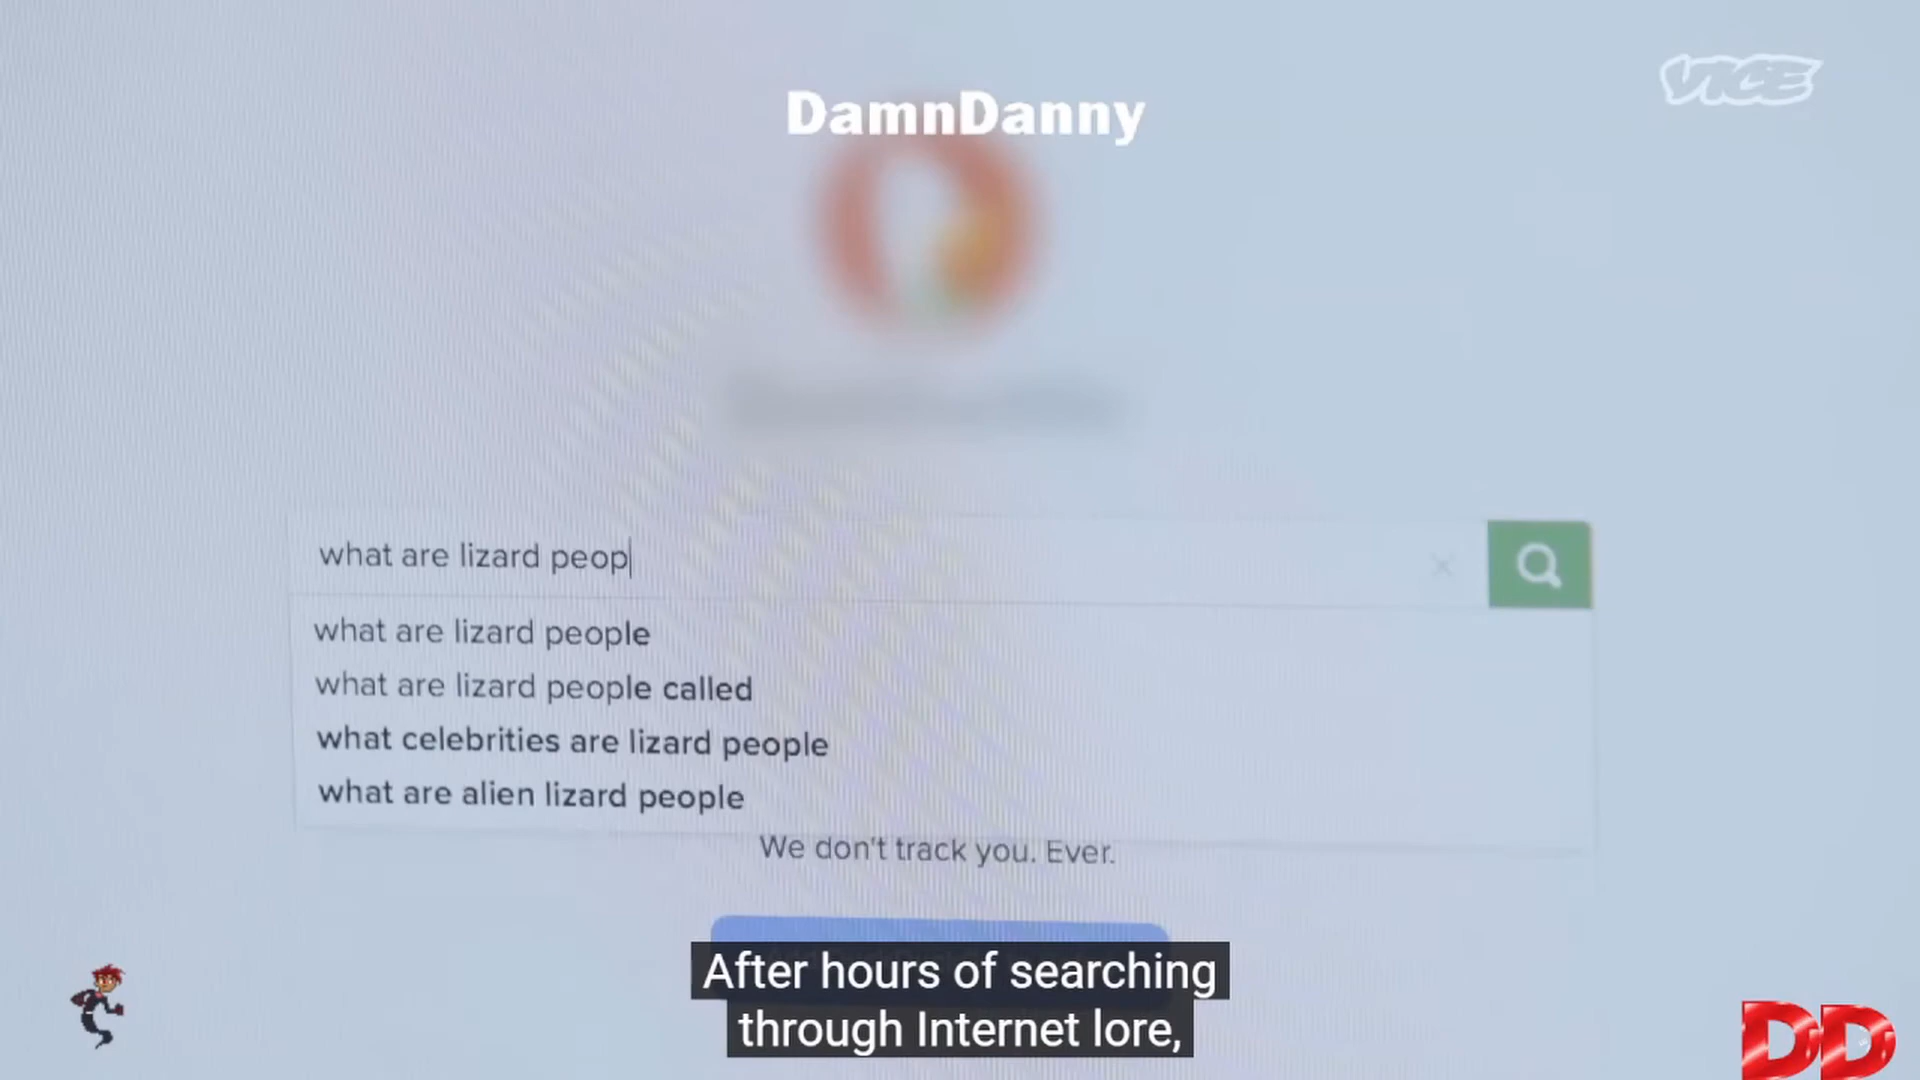 VICE
DamnDanny
what are lizard peop
what are lizard people
what are lizard people called
what celebrities are lizard people
what are alien lizard people
We don't track you. Ever.
After hours of searching
through Internet lore,
DD